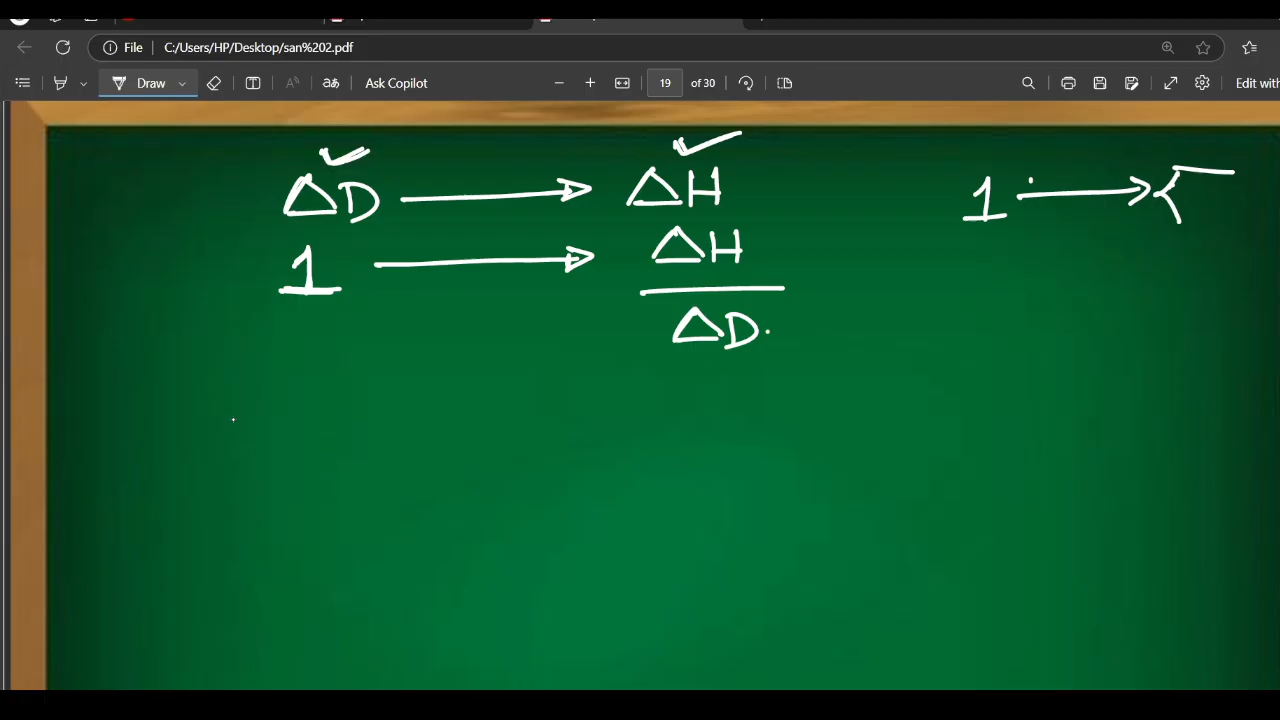 File C:/Users/HP/Desktop/san%202.pdf
Draw Ask Copilot 19 of 30 Edit with
ΔD ⟶ ΔH
1 ⟶ ΔH
ΔD.
1 ⟶